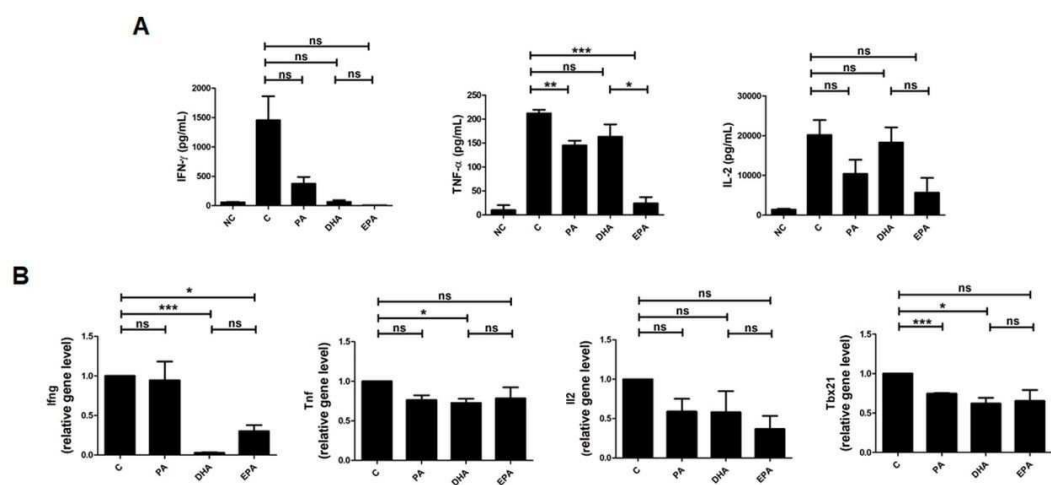 A
ns
ns
ns
ns
IFN-γ (pg/mL)
2000
1500
1000
500
0
NC
C
PA
DHA
EPA
***
ns
**
*
TNF-α (pg/mL)
250
200
150
100
50
0
NC
C
PA
DHA
EPA
ns
ns
ns
ns
IL-2 (pg/mL)
30000
20000
10000
0
NC
C
PA
DHA
EPA
B
*
***
ns
ns
Ifng
(relative gene level)
1.5
1.0
0.5
0.0
C
PA
DHA
EPA
ns
*
ns
ns
Tnf
(relative gene level)
1.5
1.0
0.5
0.0
C
PA
DHA
EPA
ns
ns
ns
ns
Il2
(relative gene level)
1.5
1.0
0.5
0.0
C
PA
DHA
EPA
ns
*
***
ns
Tbx21
(relative gene level)
1.5
1.0
0.5
0.0
C
PA
DHA
EPA